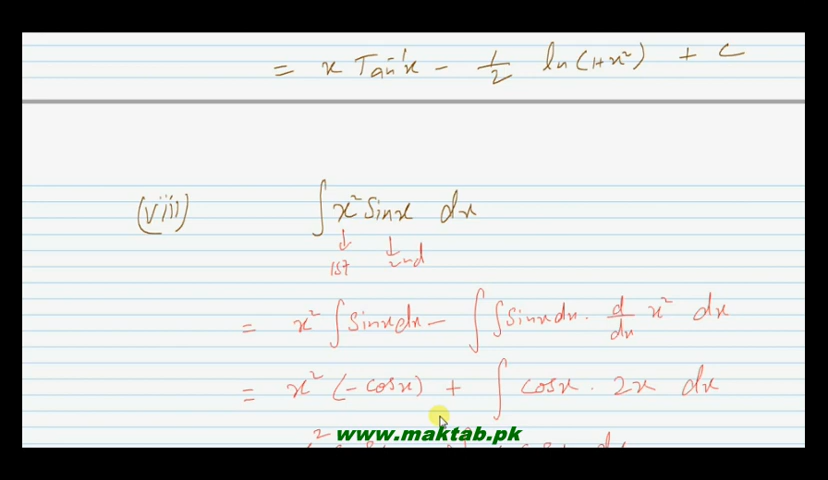 = x Tan⁻¹x − 1/2 ln(1+x²) + C
(viii) ∫ x² Sinx dx
↓ ↓
1st 2nd
= x² ∫ Sinx dx − ∫ ∫ Sinx dx · d/dx x² dx
= x² (−cosx) + ∫ cosx · 2x dx
www.maktab.pk